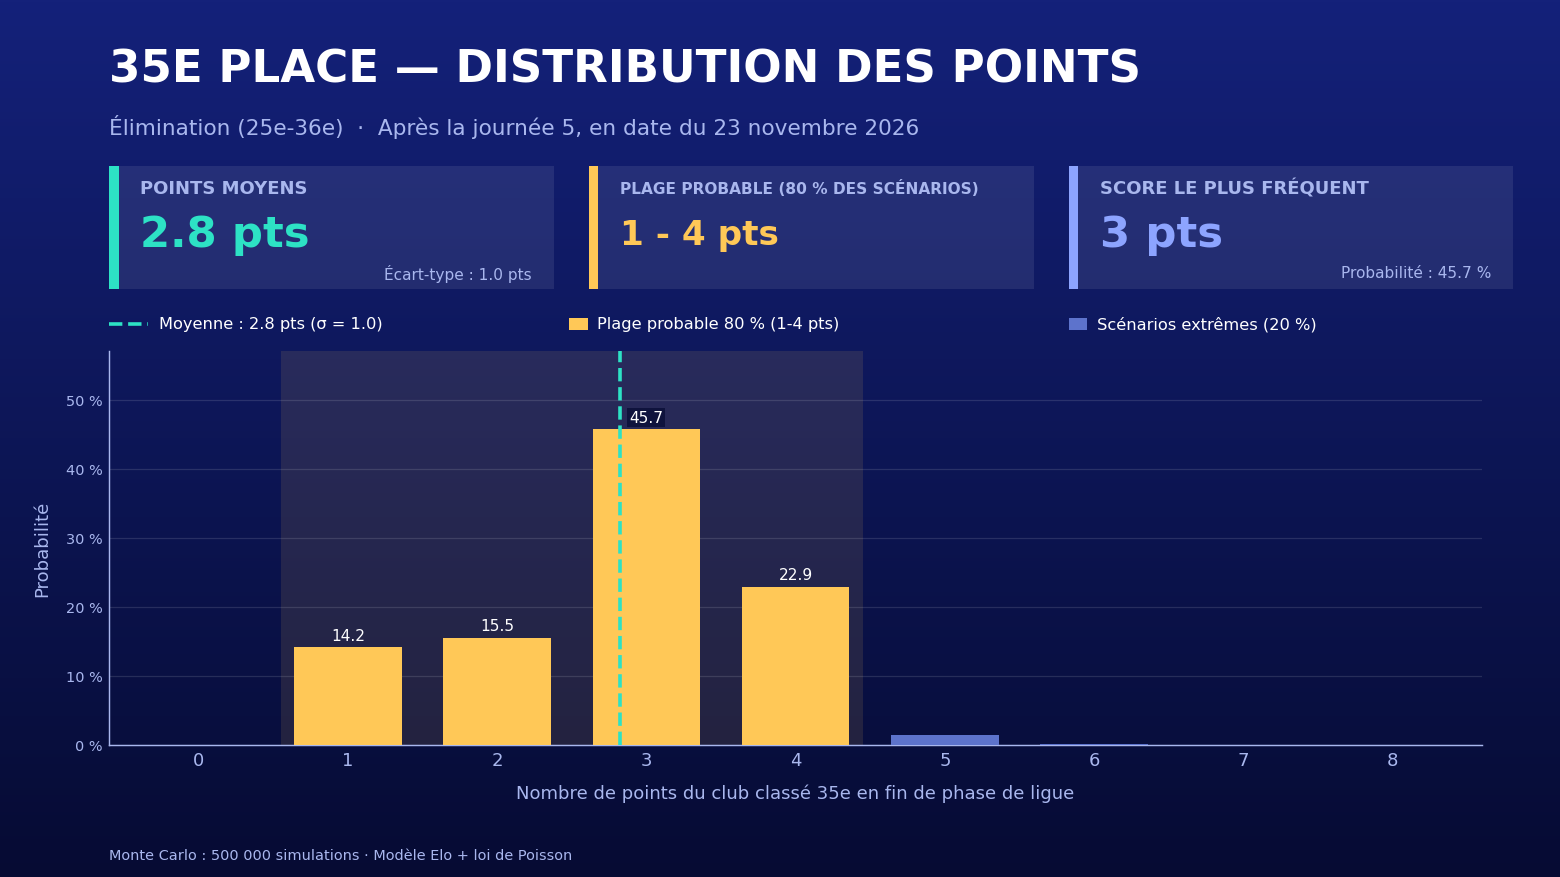 35E PLACE — DISTRIBUTION DES POINTS
Élimination (25e-36e)  ·  Après la journée 5, en date du 23 novembre 2026
POINTS MOYENS
2.8 pts
Écart-type : 1.0 pts
PLAGE PROBABLE (80 % DES SCÉNARIOS)
1 - 4 pts
SCORE LE PLUS FRÉQUENT
3 pts
Probabilité : 45.7 %
Moyenne : 2.8 pts (σ = 1.0)
Plage probable 80 % (1-4 pts)
Scénarios extrêmes (20 %)
Probabilité
50 %
40 %
30 %
20 %
10 %
0 %
14.2
15.5
45.7
22.9
0 1 2 3 4 5 6 7 8
Nombre de points du club classé 35e en fin de phase de ligue
Monte Carlo : 500 000 simulations · Modèle Elo + loi de Poisson